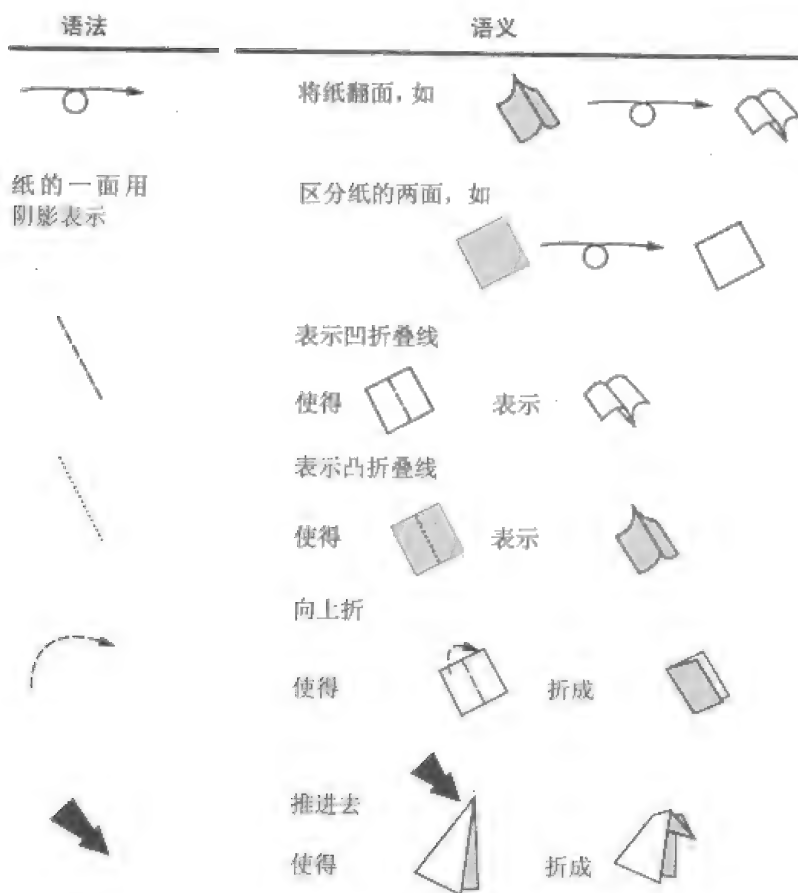 语法 语义
将纸翻面,如
纸的一面用
阴影表示
区分纸的两面,如
表示凹折叠线
使得 表示
表示凸折叠线
使得 表示
向上折
使得 折成
推进去
使得 折成